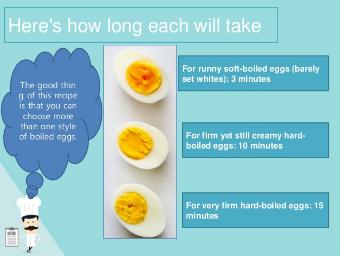 Here's how long each will take
The good thin
g of this recipe
is that you can
choose more
than one style
of boiled eggs.
For runny soft-boiled eggs (barely
set whites): 3 minutes
For firm yet still creamy hard-
boiled eggs: 10 minutes
For very firm hard-boiled eggs: 15
minutes